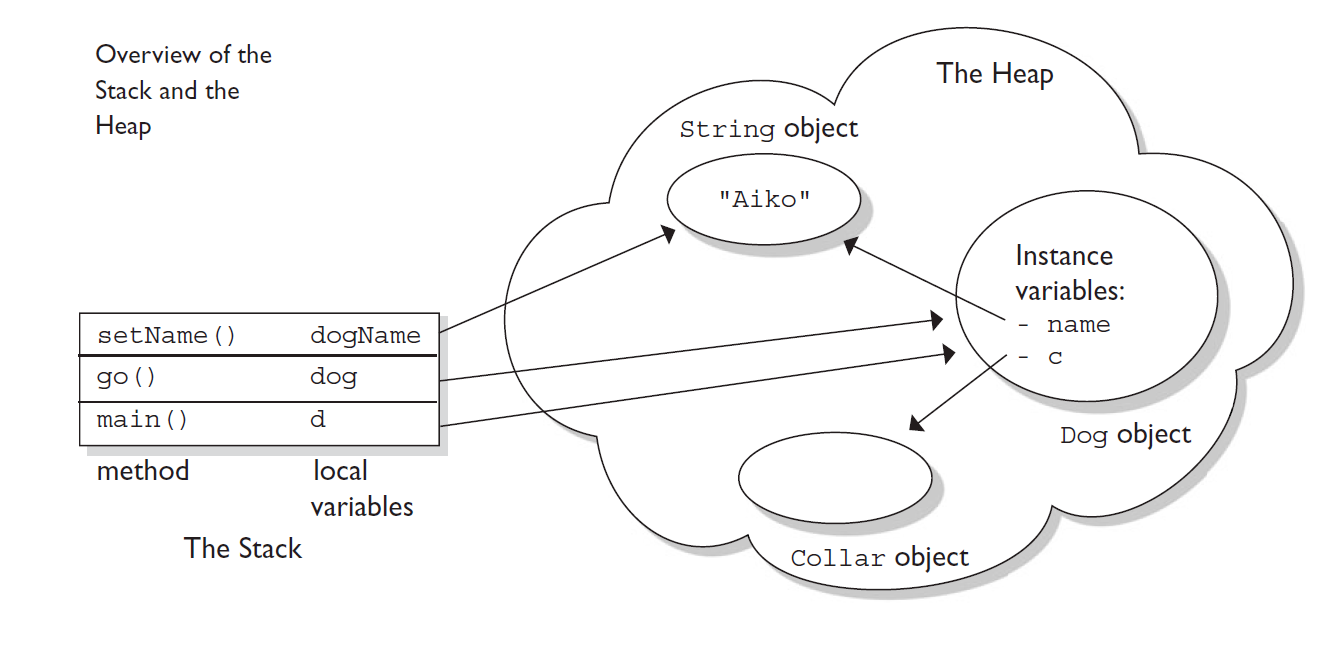 Overview of the
Stack and the
Heap
The Heap
String object
"Aiko"
Instance
variables:
- name
- c
Dog object
Collar object
setName() dogName
go() dog
main() d
method local
variables
The Stack